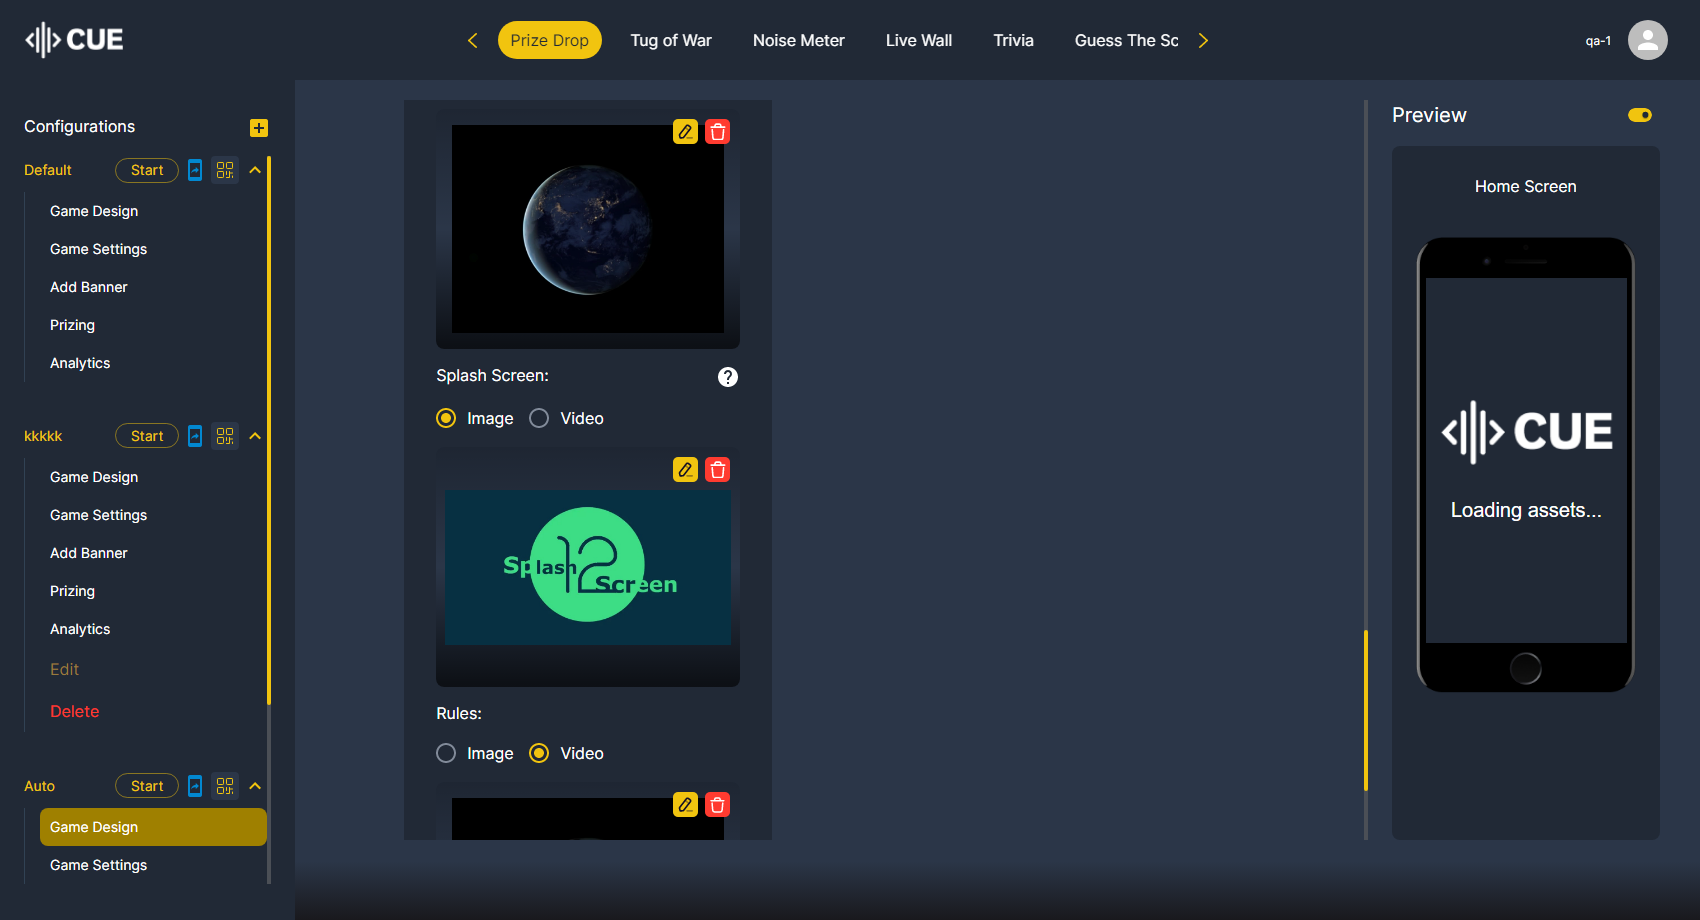 CUE
Prize Drop
Tug of War
Noise Meter
Live Wall
Trivia
Guess The Sc
qa-1
Configurations
Default
Start
Game Design
Game Settings
Add Banner
Prizing
Analytics
kkkkk
Start
Game Design
Game Settings
Add Banner
Prizing
Analytics
Edit
Delete
Auto
Start
Game Design
Game Settings
Splash Screen:
?
Image
Video
12
Splash
Screen
Rules:
Image
Video
Preview
Home Screen
CUE
Loading assets...